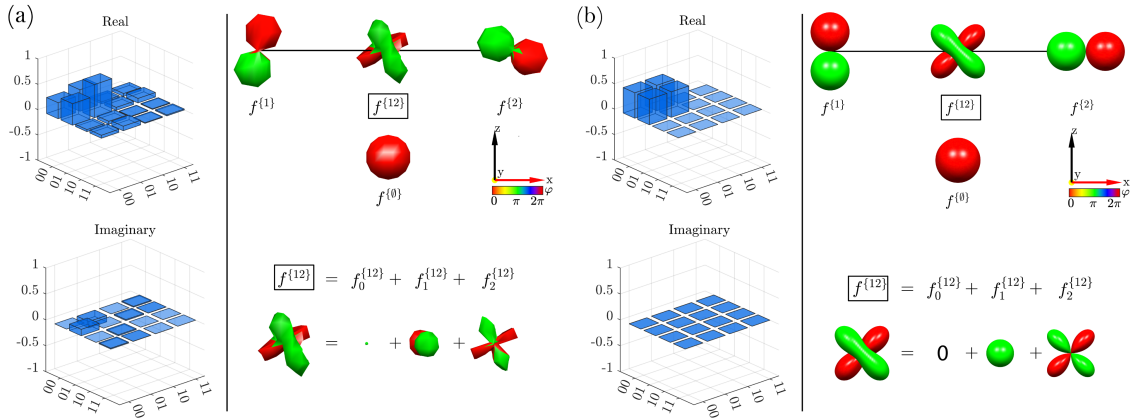 (a)
Real
1
0.5
0
-0.5
-1
00
01
10
11
00
01
10
11
Imaginary
1
0.5
0
-0.5
-1
00
01
10
11
00
01
10
11
f^{1}
f^{12}
f^{2}
f^{∅}
z
y
x
φ
0 π 2π
f^{12} = f_0^{12} + f_1^{12} + f_2^{12}
= + +
(b)
Real
1
0.5
0
-0.5
-1
00
01
10
11
00
01
10
11
Imaginary
1
0.5
0
-0.5
-1
00
01
10
11
00
01
10
11
f^{1}
f^{12}
f^{2}
f^{∅}
z
y
x
φ
0 π 2π
f^{12} = f_0^{12} + f_1^{12} + f_2^{12}
= 0 + +